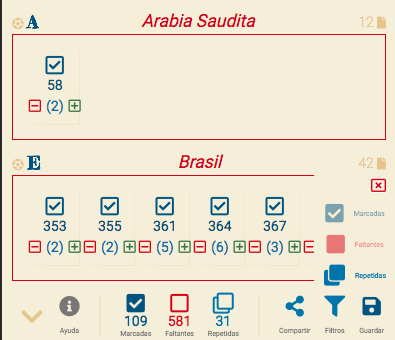 A Arabia Saudita 12
58
(2)
E Brasil 42
353 355 361 364 367
(2) (2) (5) (6) (3)
Marcadas
Faltantes
Repetidas
Ayuda
109 581 31
Marcadas Faltantes Repetidas
Compartir Filtros Guardar